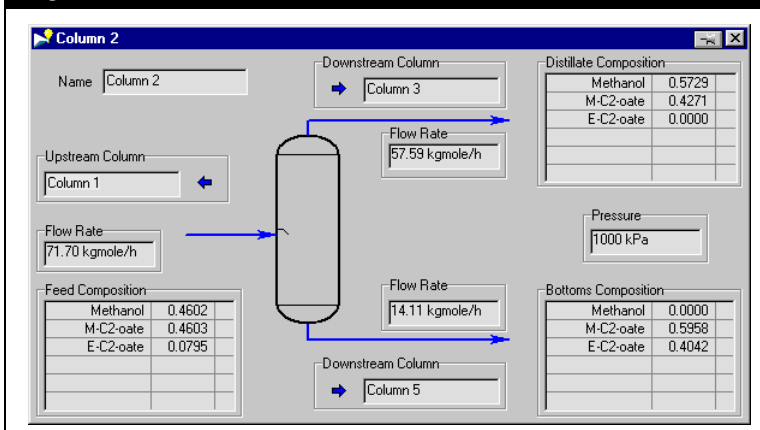 Column 2
Name Column 2
Downstream Column
Column 3
Distillate Composition
Methanol 0.5729
M-C2-oate 0.4271
E-C2-oate 0.0000
Flow Rate
57.59 kgmole/h
Upstream Column
Column 1
Pressure
1000 kPa
Flow Rate
71.70 kgmole/h
Feed Composition
Methanol 0.4602
M-C2-oate 0.4603
E-C2-oate 0.0795
Flow Rate
14.11 kgmole/h
Bottoms Composition
Methanol 0.0000
M-C2-oate 0.5958
E-C2-oate 0.4042
Downstream Column
Column 5